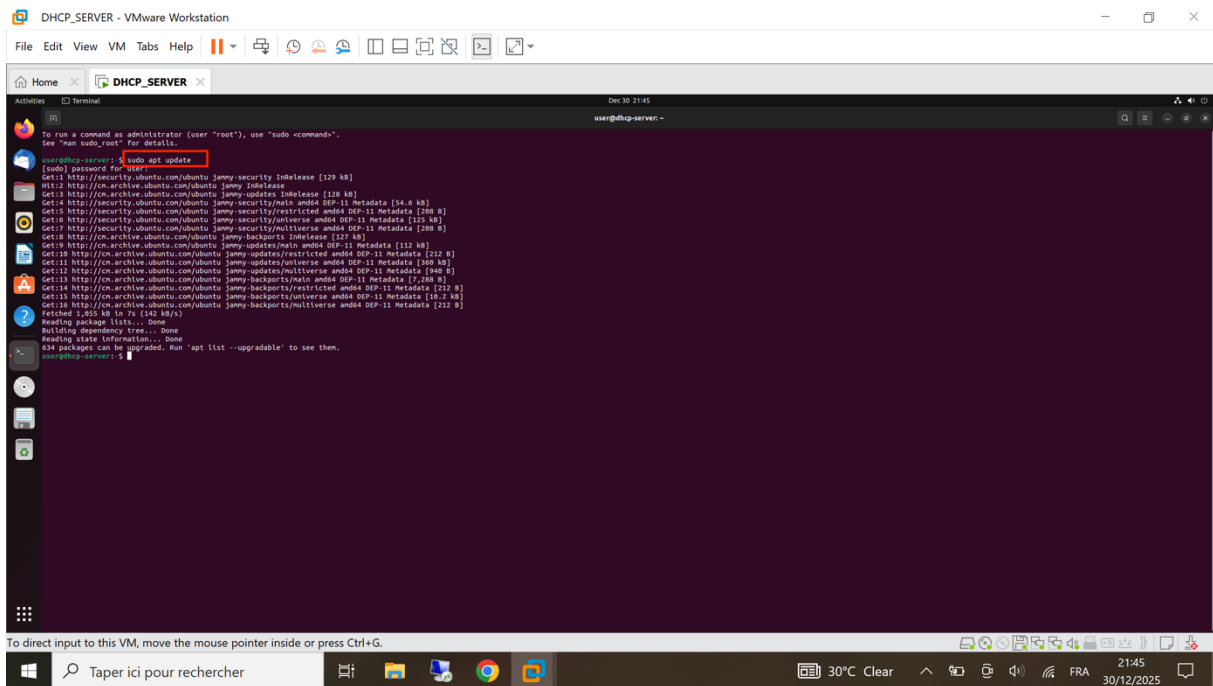 DHCP_SERVER - VMware Workstation
File Edit View VM Tabs Help
Home
DHCP_SERVER
Activities Terminal Dec 30 21:45
user@dhcp-server: ~
To run a command as administrator (user "root"), use "sudo <command>".
See "man sudo_root" for details.
user@dhcp-server:~$ sudo apt update
[sudo] password for user:
Get:1 http://security.ubuntu.com/ubuntu jammy-security InRelease [129 kB]
Hit:2 http://cm.archive.ubuntu.com/ubuntu jammy InRelease
Get:3 http://cm.archive.ubuntu.com/ubuntu jammy-updates InRelease [128 kB]
Get:4 http://security.ubuntu.com/ubuntu jammy-security/main amd64 DEP-11 Metadata [54.6 kB]
Get:5 http://security.ubuntu.com/ubuntu jammy-security/restricted amd64 DEP-11 Metadata [208 B]
Get:6 http://security.ubuntu.com/ubuntu jammy-security/universe amd64 DEP-11 Metadata [125 kB]
Get:7 http://security.ubuntu.com/ubuntu jammy-security/multiverse amd64 DEP-11 Metadata [208 B]
Get:8 http://cm.archive.ubuntu.com/ubuntu jammy-backports InRelease [127 kB]
Get:9 http://cm.archive.ubuntu.com/ubuntu jammy-updates/main amd64 DEP-11 Metadata [112 kB]
Get:10 http://cm.archive.ubuntu.com/ubuntu jammy-updates/restricted amd64 DEP-11 Metadata [212 B]
Get:11 http://cm.archive.ubuntu.com/ubuntu jammy-updates/universe amd64 DEP-11 Metadata [360 kB]
Get:12 http://cm.archive.ubuntu.com/ubuntu jammy-updates/multiverse amd64 DEP-11 Metadata [940 B]
Get:13 http://cm.archive.ubuntu.com/ubuntu jammy-backports/main amd64 DEP-11 Metadata [7,288 B]
Get:14 http://cm.archive.ubuntu.com/ubuntu jammy-backports/restricted amd64 DEP-11 Metadata [212 B]
Get:15 http://cm.archive.ubuntu.com/ubuntu jammy-backports/universe amd64 DEP-11 Metadata [10.2 kB]
Get:16 http://cm.archive.ubuntu.com/ubuntu jammy-backports/multiverse amd64 DEP-11 Metadata [212 B]
Fetched 1,055 kB in 7s (142 kB/s)
Reading package lists... Done
Building dependency tree... Done
Reading state information... Done
634 packages can be upgraded. Run 'apt list --upgradable' to see them.
user@dhcp-server:~$
To direct input to this VM, move the mouse pointer inside or press Ctrl+G.
Taper ici pour rechercher
30°C Clear
FRA
21:45
30/12/2025